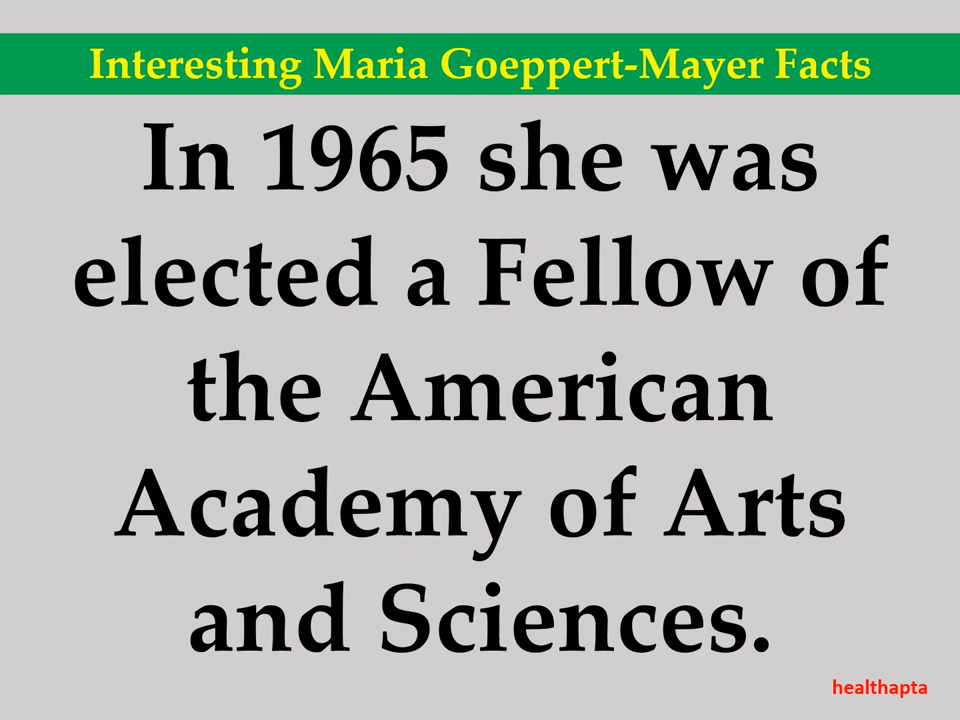 Interesting Maria Goeppert-Mayer Facts
In 1965 she was
elected a Fellow of
the American
Academy of Arts
and Sciences.
healthapta